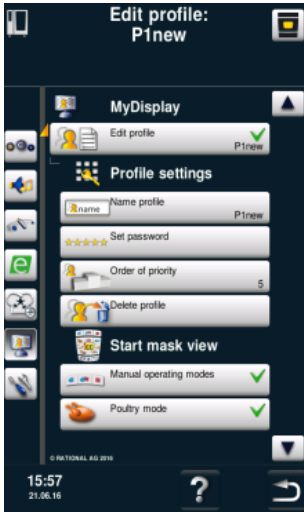 Edit profile:
P1new
MyDisplay
Edit profile
P1new
Profile settings
name
Name profile
P1new
Set password
Order of priority
5
Delete profile
Start mask view
Manual operating modes
Poultry mode
© RATIONAL AG 2016
15:57
21.06.16
?